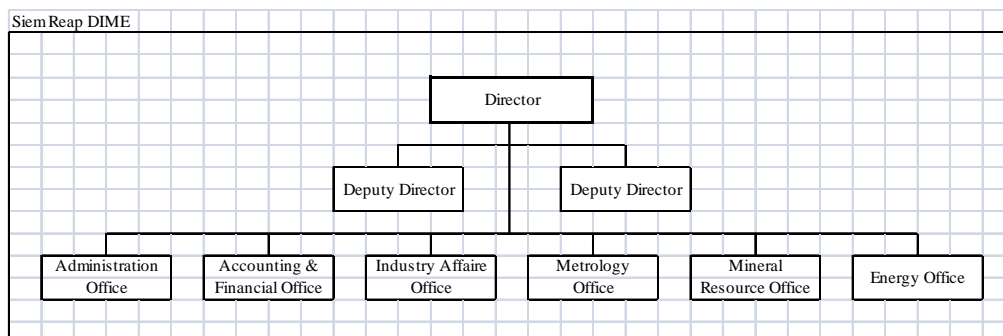 Siem Reap DIME
Director
Deputy Director
Deputy Director
Administration
Office
Accounting &
Financial Office
Industry Affaire
Office
Metrology
Office
Mineral
Resource Office
Energy Office